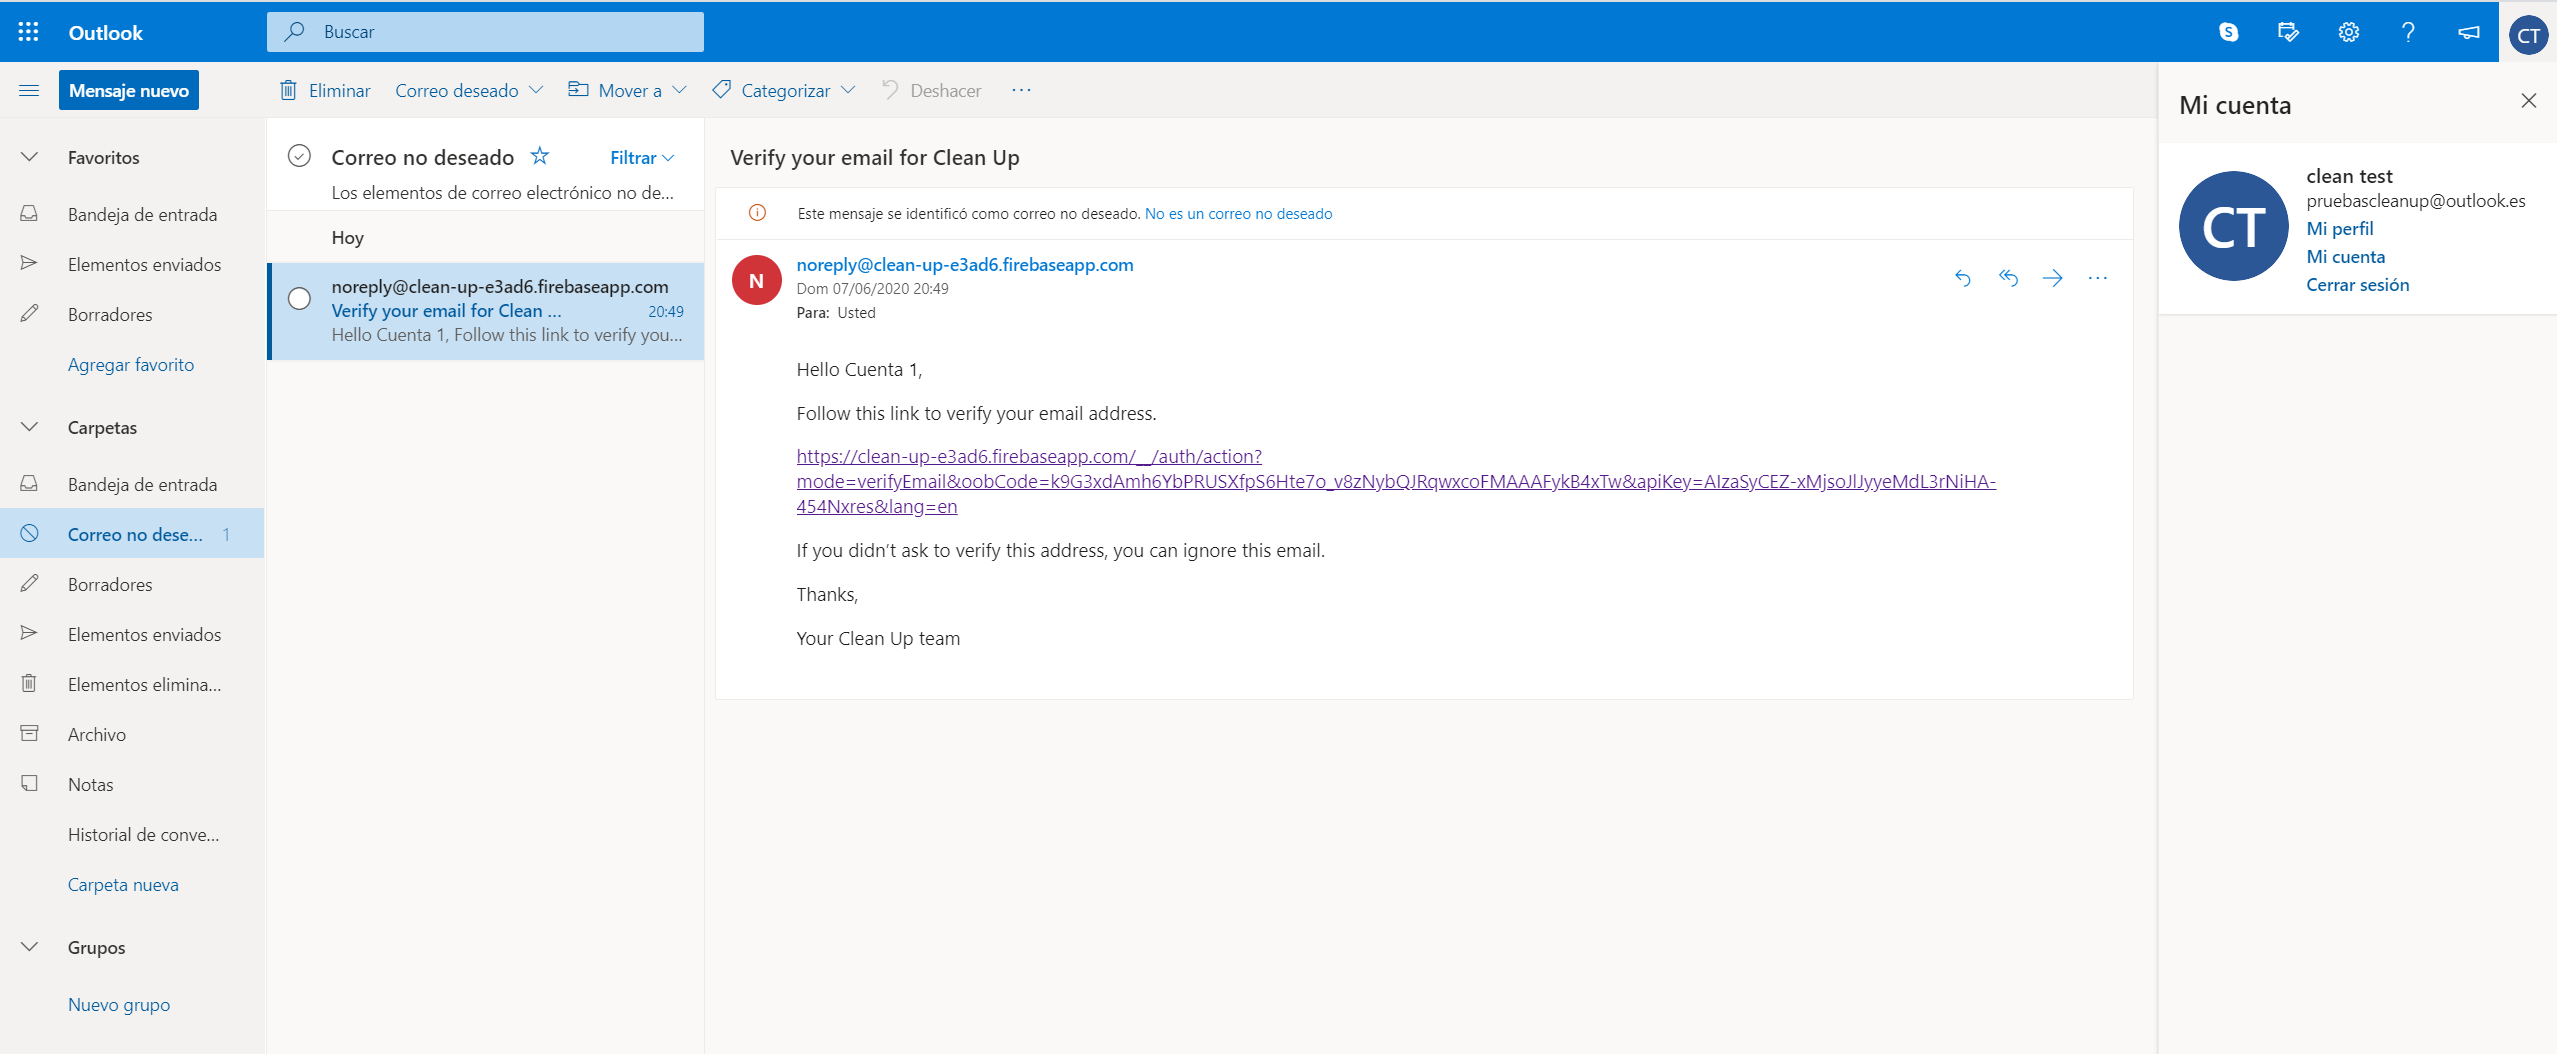 Outlook
Buscar
CT
Mensaje nuevo
Eliminar
Correo deseado
Mover a
Categorizar
Deshacer
Mi cuenta
Favoritos
Bandeja de entrada
Elementos enviados
Borradores
Agregar favorito
Carpetas
Bandeja de entrada
Correo no dese... 1
Borradores
Elementos enviados
Elementos elimina...
Archivo
Notas
Historial de conve...
Carpeta nueva
Grupos
Nuevo grupo
Correo no deseado
Filtrar
Los elementos de correo electrónico no de...
Hoy
noreply@clean-up-e3ad6.firebaseapp.com
Verify your email for Clean ... 20:49
Hello Cuenta 1, Follow this link to verify you...
Verify your email for Clean Up
Este mensaje se identificó como correo no deseado. No es un correo no deseado
N
noreply@clean-up-e3ad6.firebaseapp.com
Dom 07/06/2020 20:49
Para: Usted
Hello Cuenta 1,
Follow this link to verify your email address.
https://clean-up-e3ad6.firebaseapp.com/__/auth/action?
mode=verifyEmail&oobCode=k9G3xdAmh6YbPRUSXfpS6Hte7o_v8zNybQJRqwxcoFMAAAFykB4xTw&apiKey=AIzaSyCEZ-xMjsoJlJyyeMdL3rNiHA-
454Nxres&lang=en
If you didn't ask to verify this address, you can ignore this email.
Thanks,
Your Clean Up team
CT
clean test
pruebascleanup@outlook.es
Mi perfil
Mi cuenta
Cerrar sesión